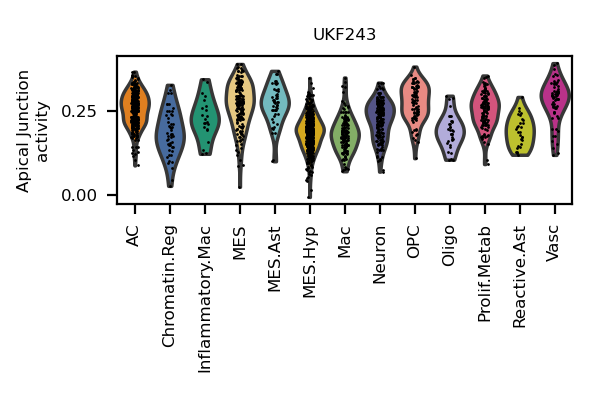 UKF243
Apical Junction
activity
0.25
0.00
AC
Chromatin.Reg
Inflammatory.Mac
MES
MES.Ast
MES.Hyp
Mac
Neuron
OPC
Oligo
Prolif.Metab
Reactive.Ast
Vasc